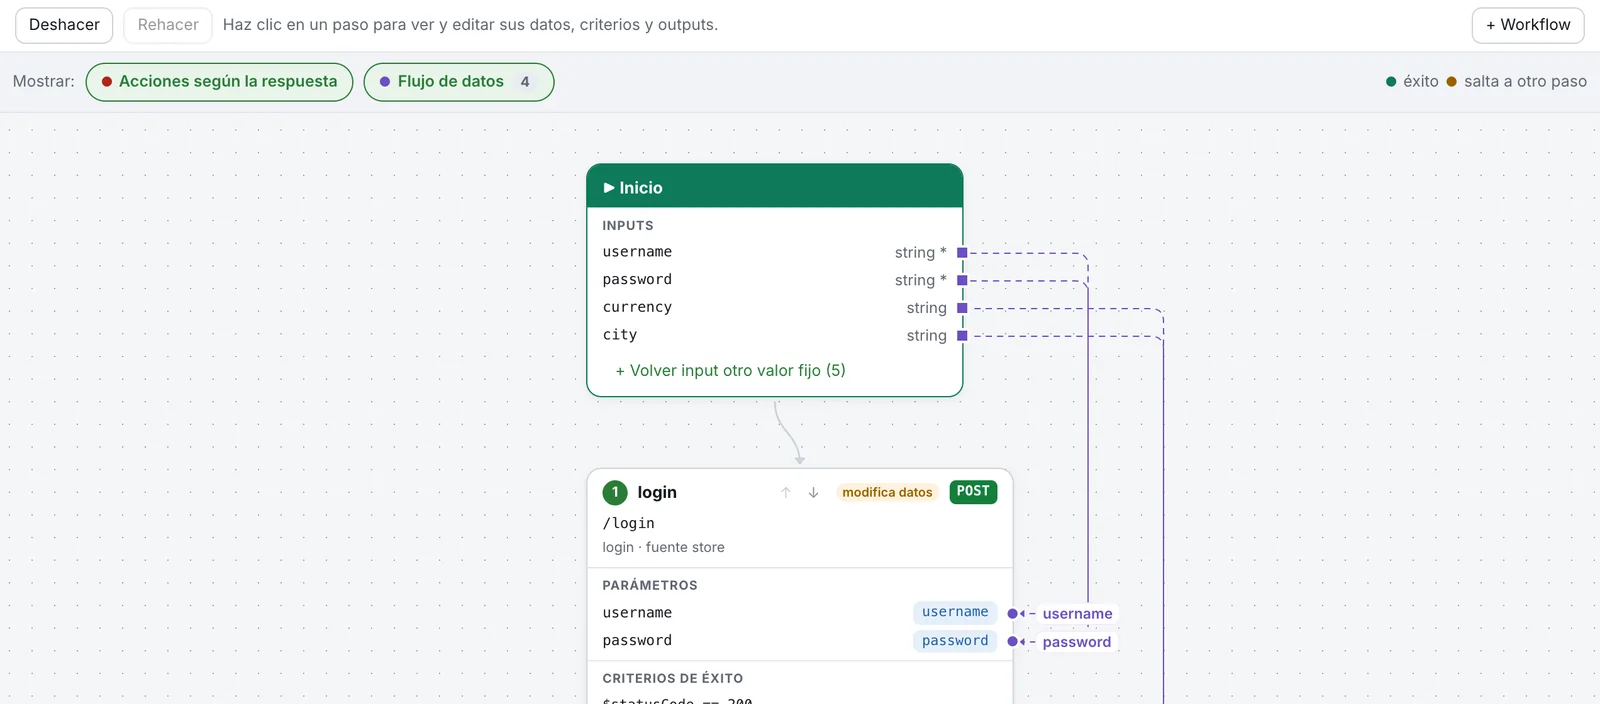 Deshacer Rehacer Haz clic en un paso para ver y editar sus datos, criterios y outputs. + Workflow
Mostrar: Acciones según la respuesta Flujo de datos 4 éxito salta a otro paso
Inicio
INPUTS
username string *
password string *
currency string
city string
+ Volver input otro valor fijo (5)
1 login ↑ ↓ modifica datos POST
/login
login · fuente store
PARÁMETROS
username username username
password password password
CRITERIOS DE ÉXITO
$statusCode == 200